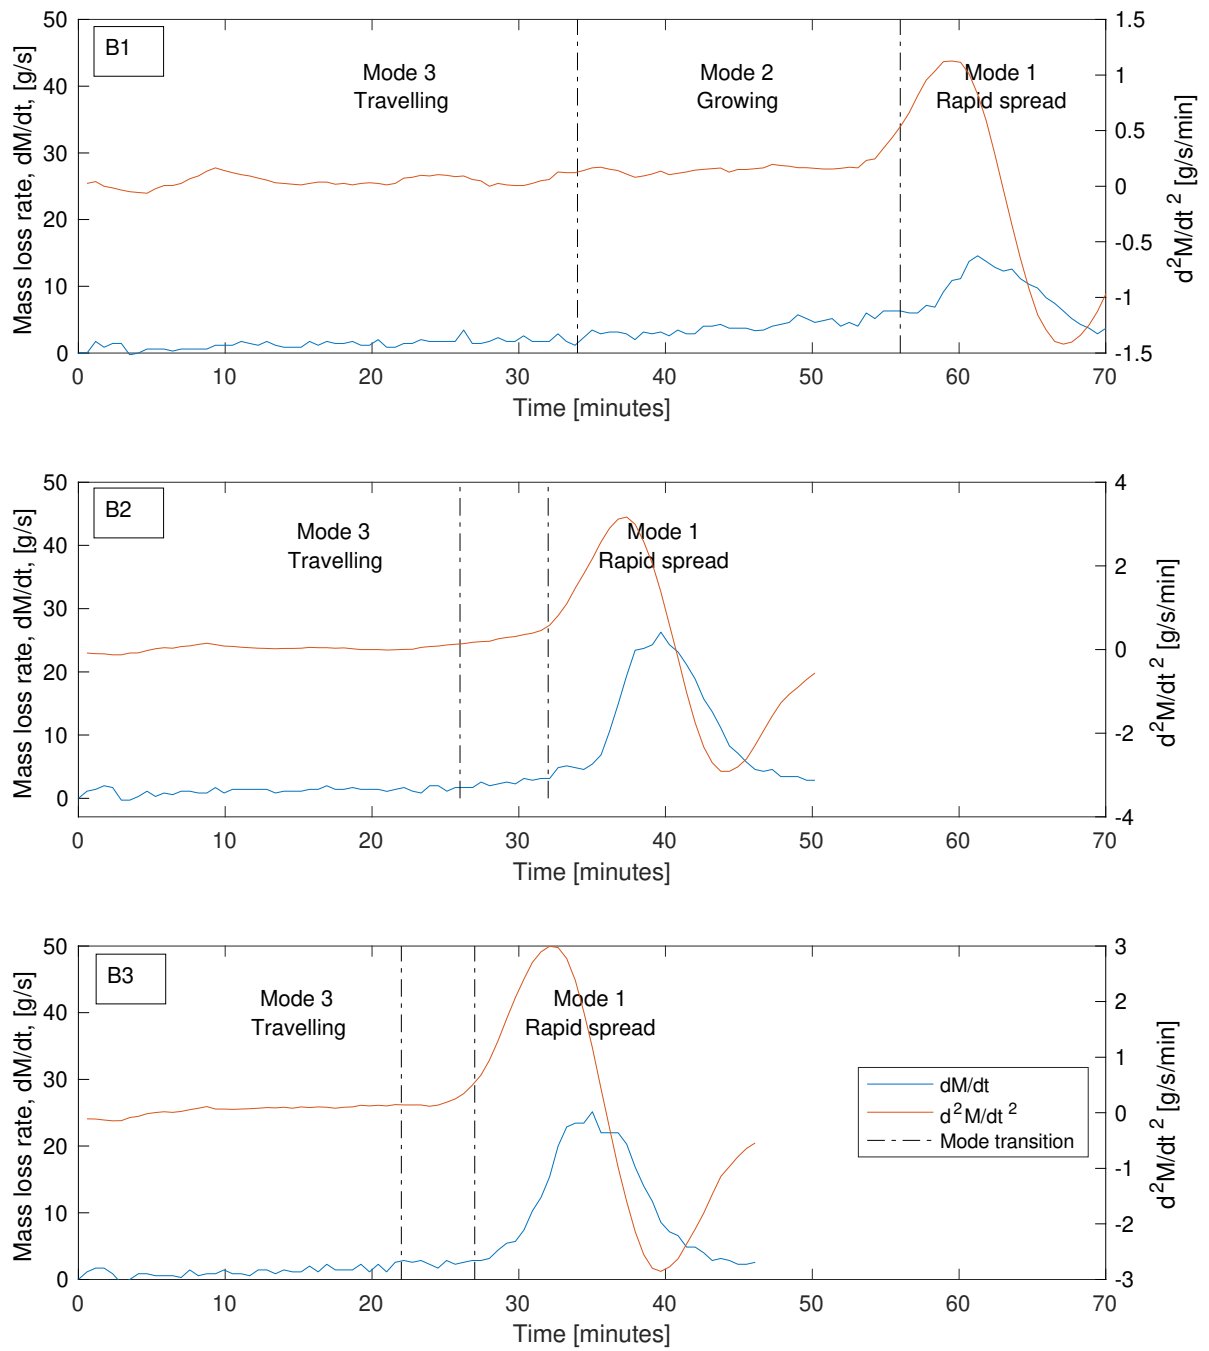 B1
Mode 3
Travelling
Mode 2
Growing
Mode 1
Rapid spread
Mass loss rate, dM/dt, [g/s]
50
40
30
20
10
0
1.5
1
0.5
0
-0.5
-1
-1.5
d²M/dt ² [g/s/min]
0 10 20 30 40 50 60 70
Time [minutes]
B2
Mode 3
Travelling
Mode 1
Rapid spread
Mass loss rate, dM/dt, [g/s]
50
40
30
20
10
0
4
2
0
-2
-4
d²M/dt ² [g/s/min]
0 10 20 30 40 50 60 70
Time [minutes]
B3
Mode 3
Travelling
Mode 1
Rapid spread
Mass loss rate, dM/dt, [g/s]
50
40
30
20
10
0
3
2
1
0
-1
-2
-3
d²M/dt ² [g/s/min]
dM/dt
d²M/dt ²
Mode transition
0 10 20 30 40 50 60 70
Time [minutes]